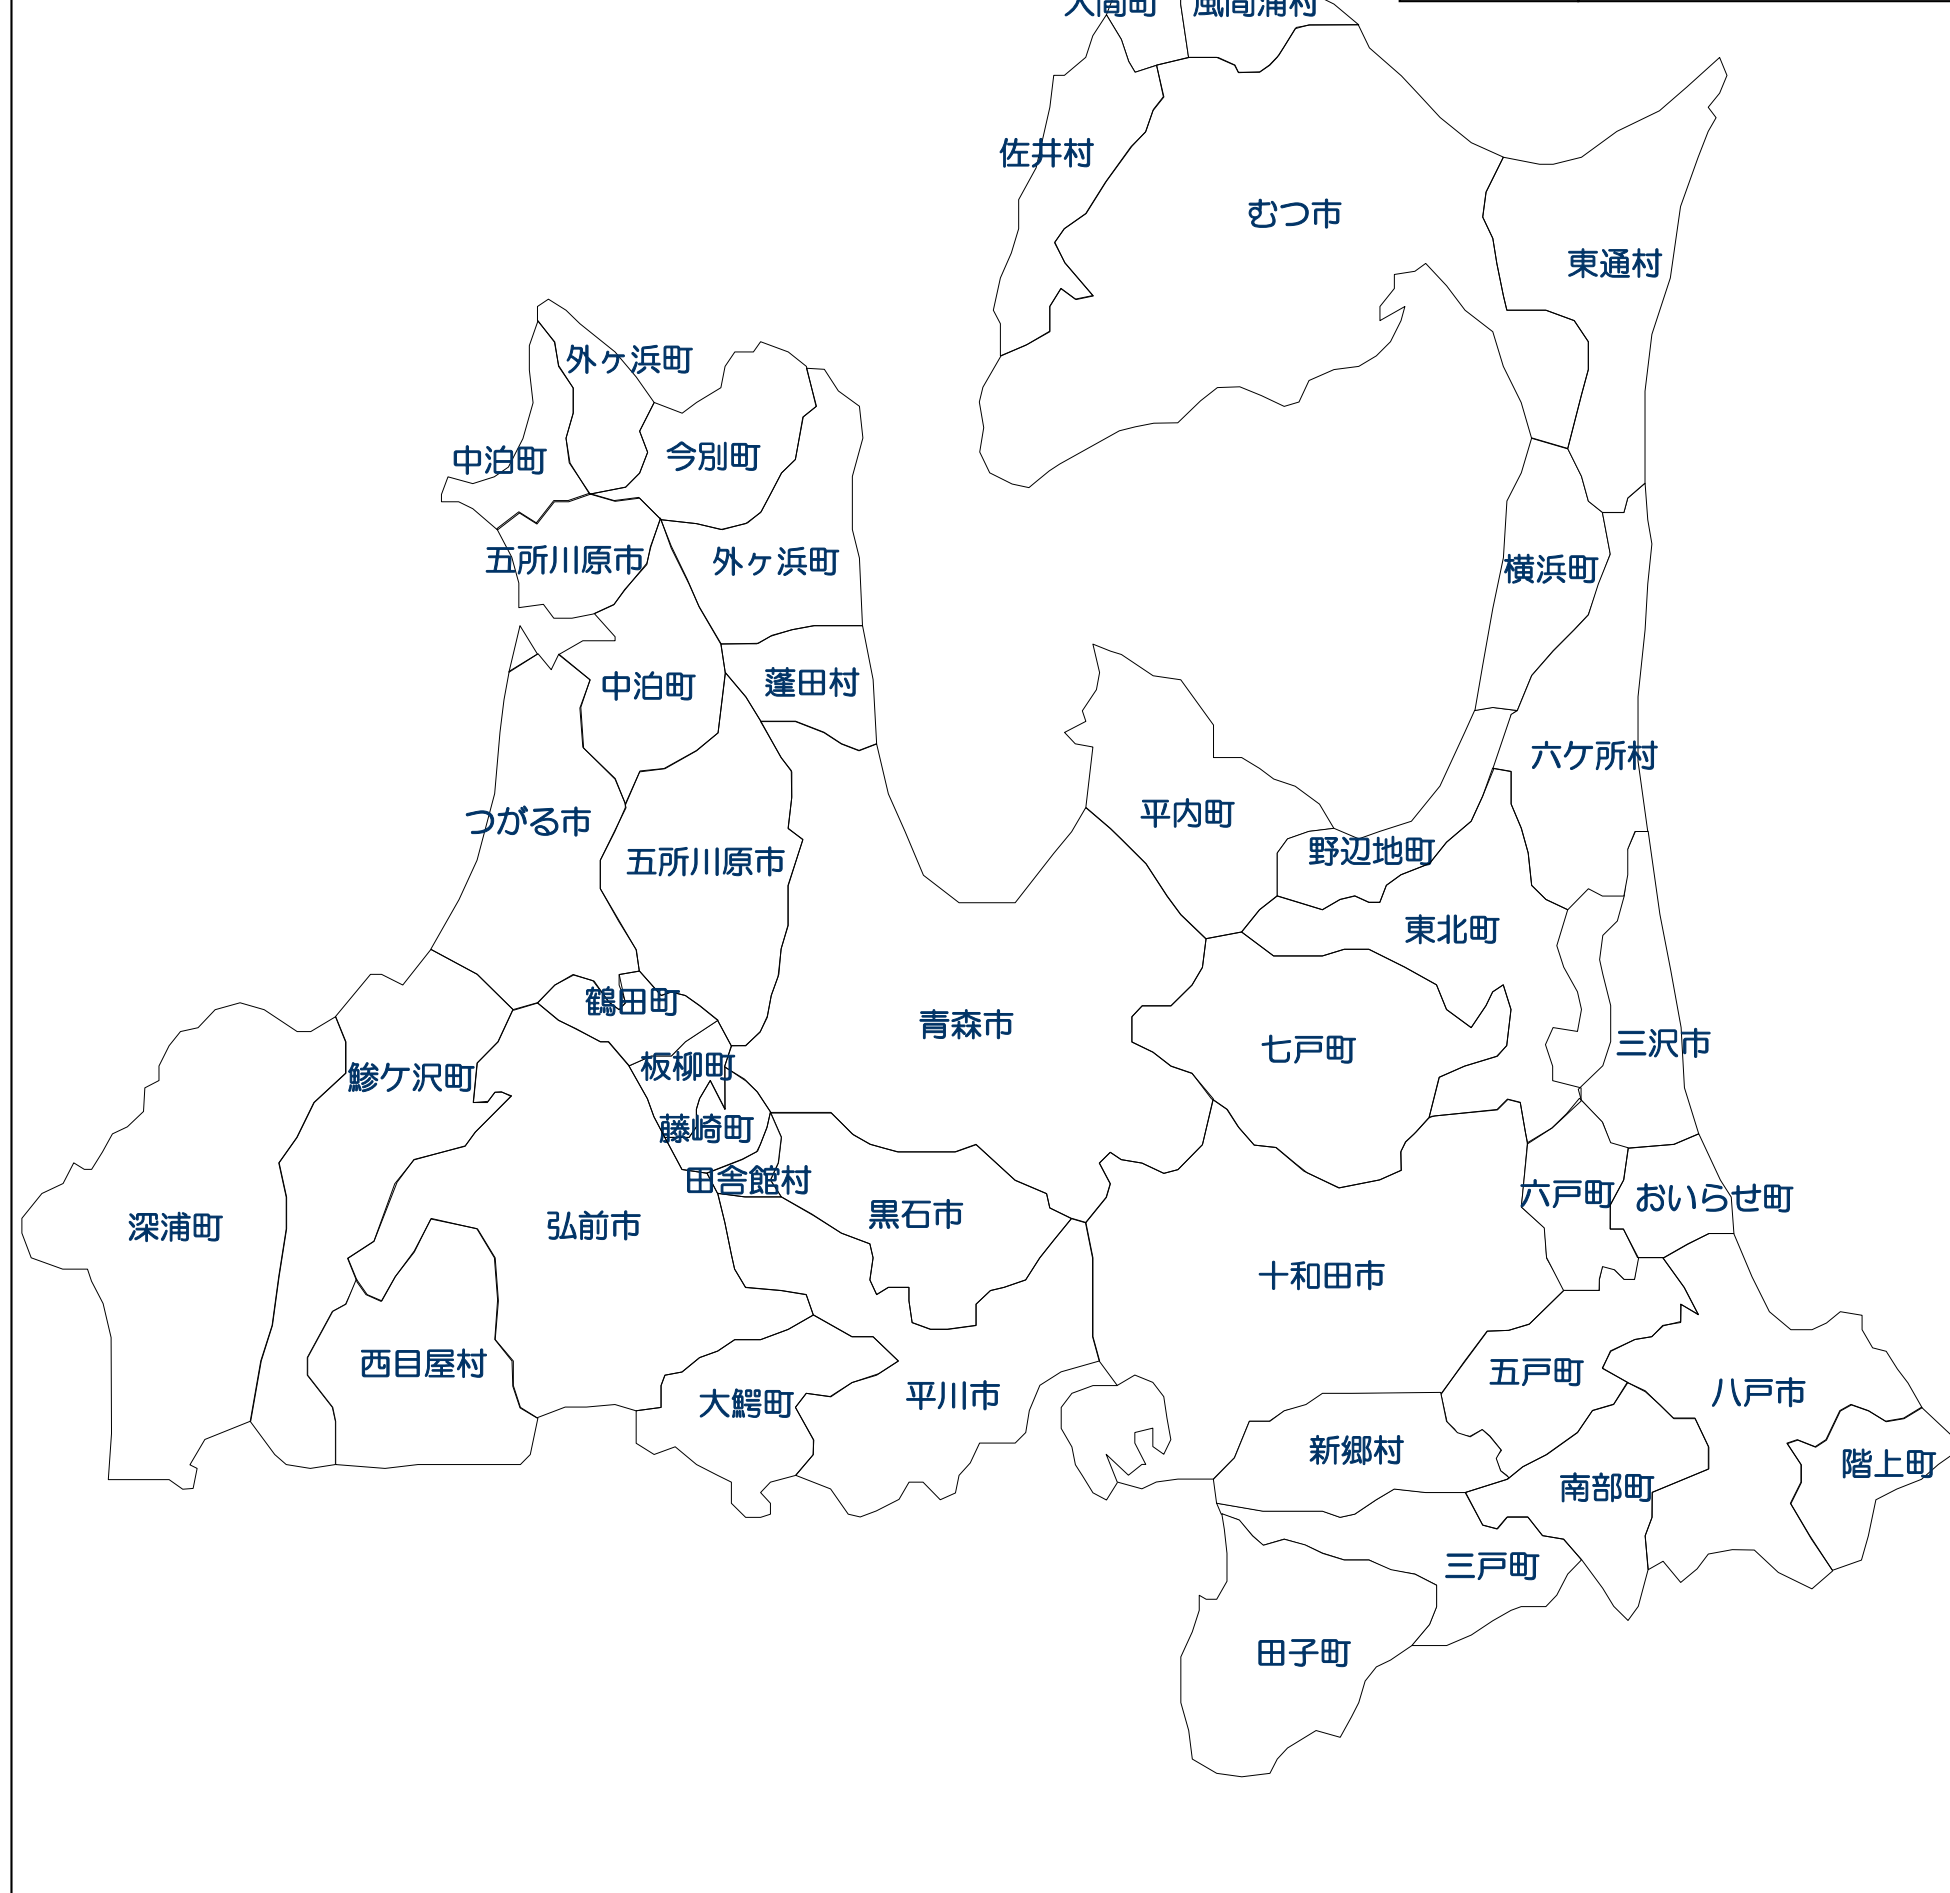 大間町
風間浦村
佐井村
むつ市
東通村
外ヶ浜町
今別町
中泊町
五所川原市
外ヶ浜町
横浜町
中泊町
蓬田村
六ケ所村
つがる市
平内町
五所川原市
野辺地町
東北町
鶴田町
青森市
七戸町
三沢市
板柳町
鰺ケ沢町
藤崎町
田舎館村
六戸町
おいらせ町
深浦町
弘前市
黒石市
十和田市
西目屋村
五戸町
八戸市
大鰐町
平川市
新郷村
階上町
南部町
三戸町
田子町